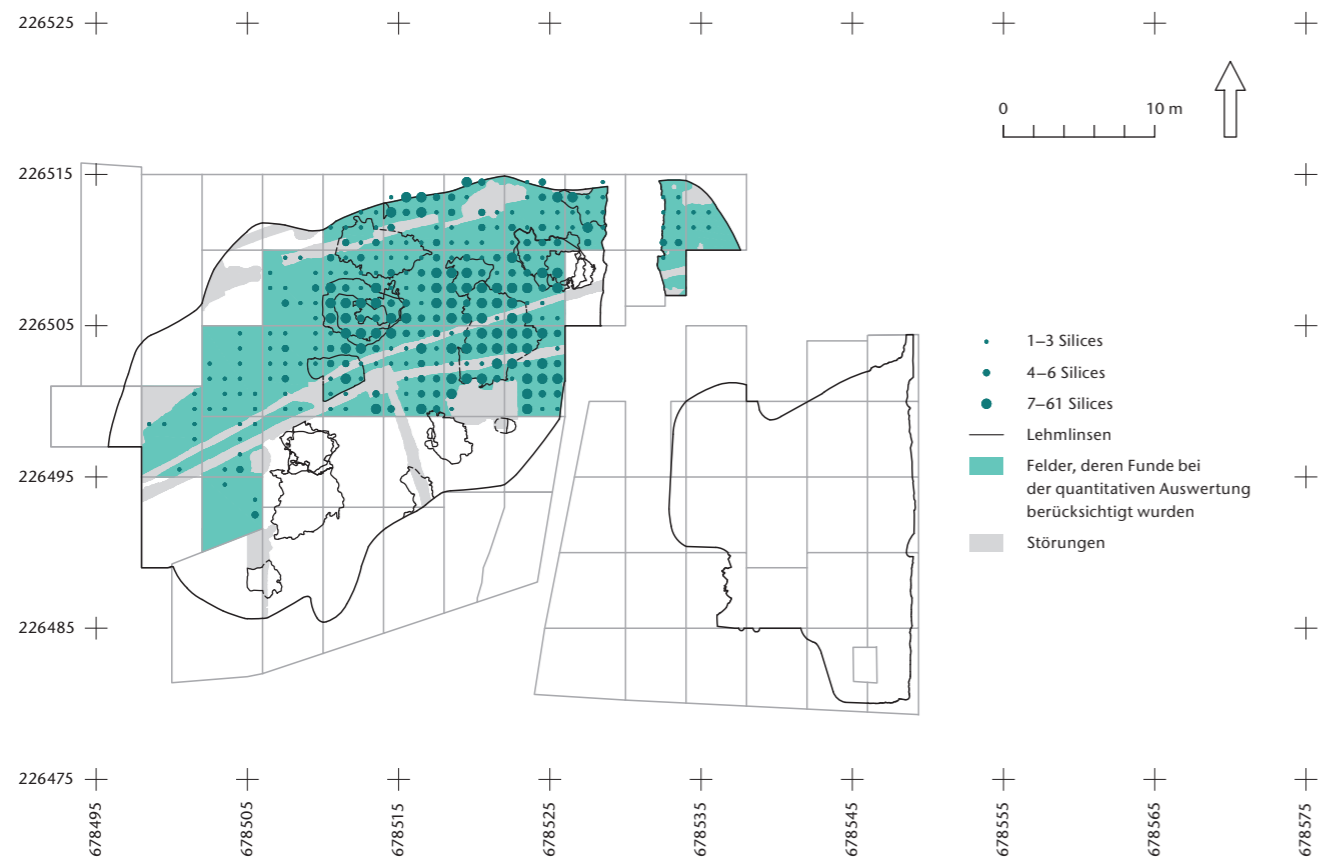 226525
0 10 m
226515
226505
1–3 Silices
4–6 Silices
7–61 Silices
Lehmlinsen
Felder, deren Funde bei
der quantitativen Auswertung
berücksichtigt wurden
Störungen
226495
226485
226475
678495
678505
678515
678525
678535
678545
678555
678565
678575